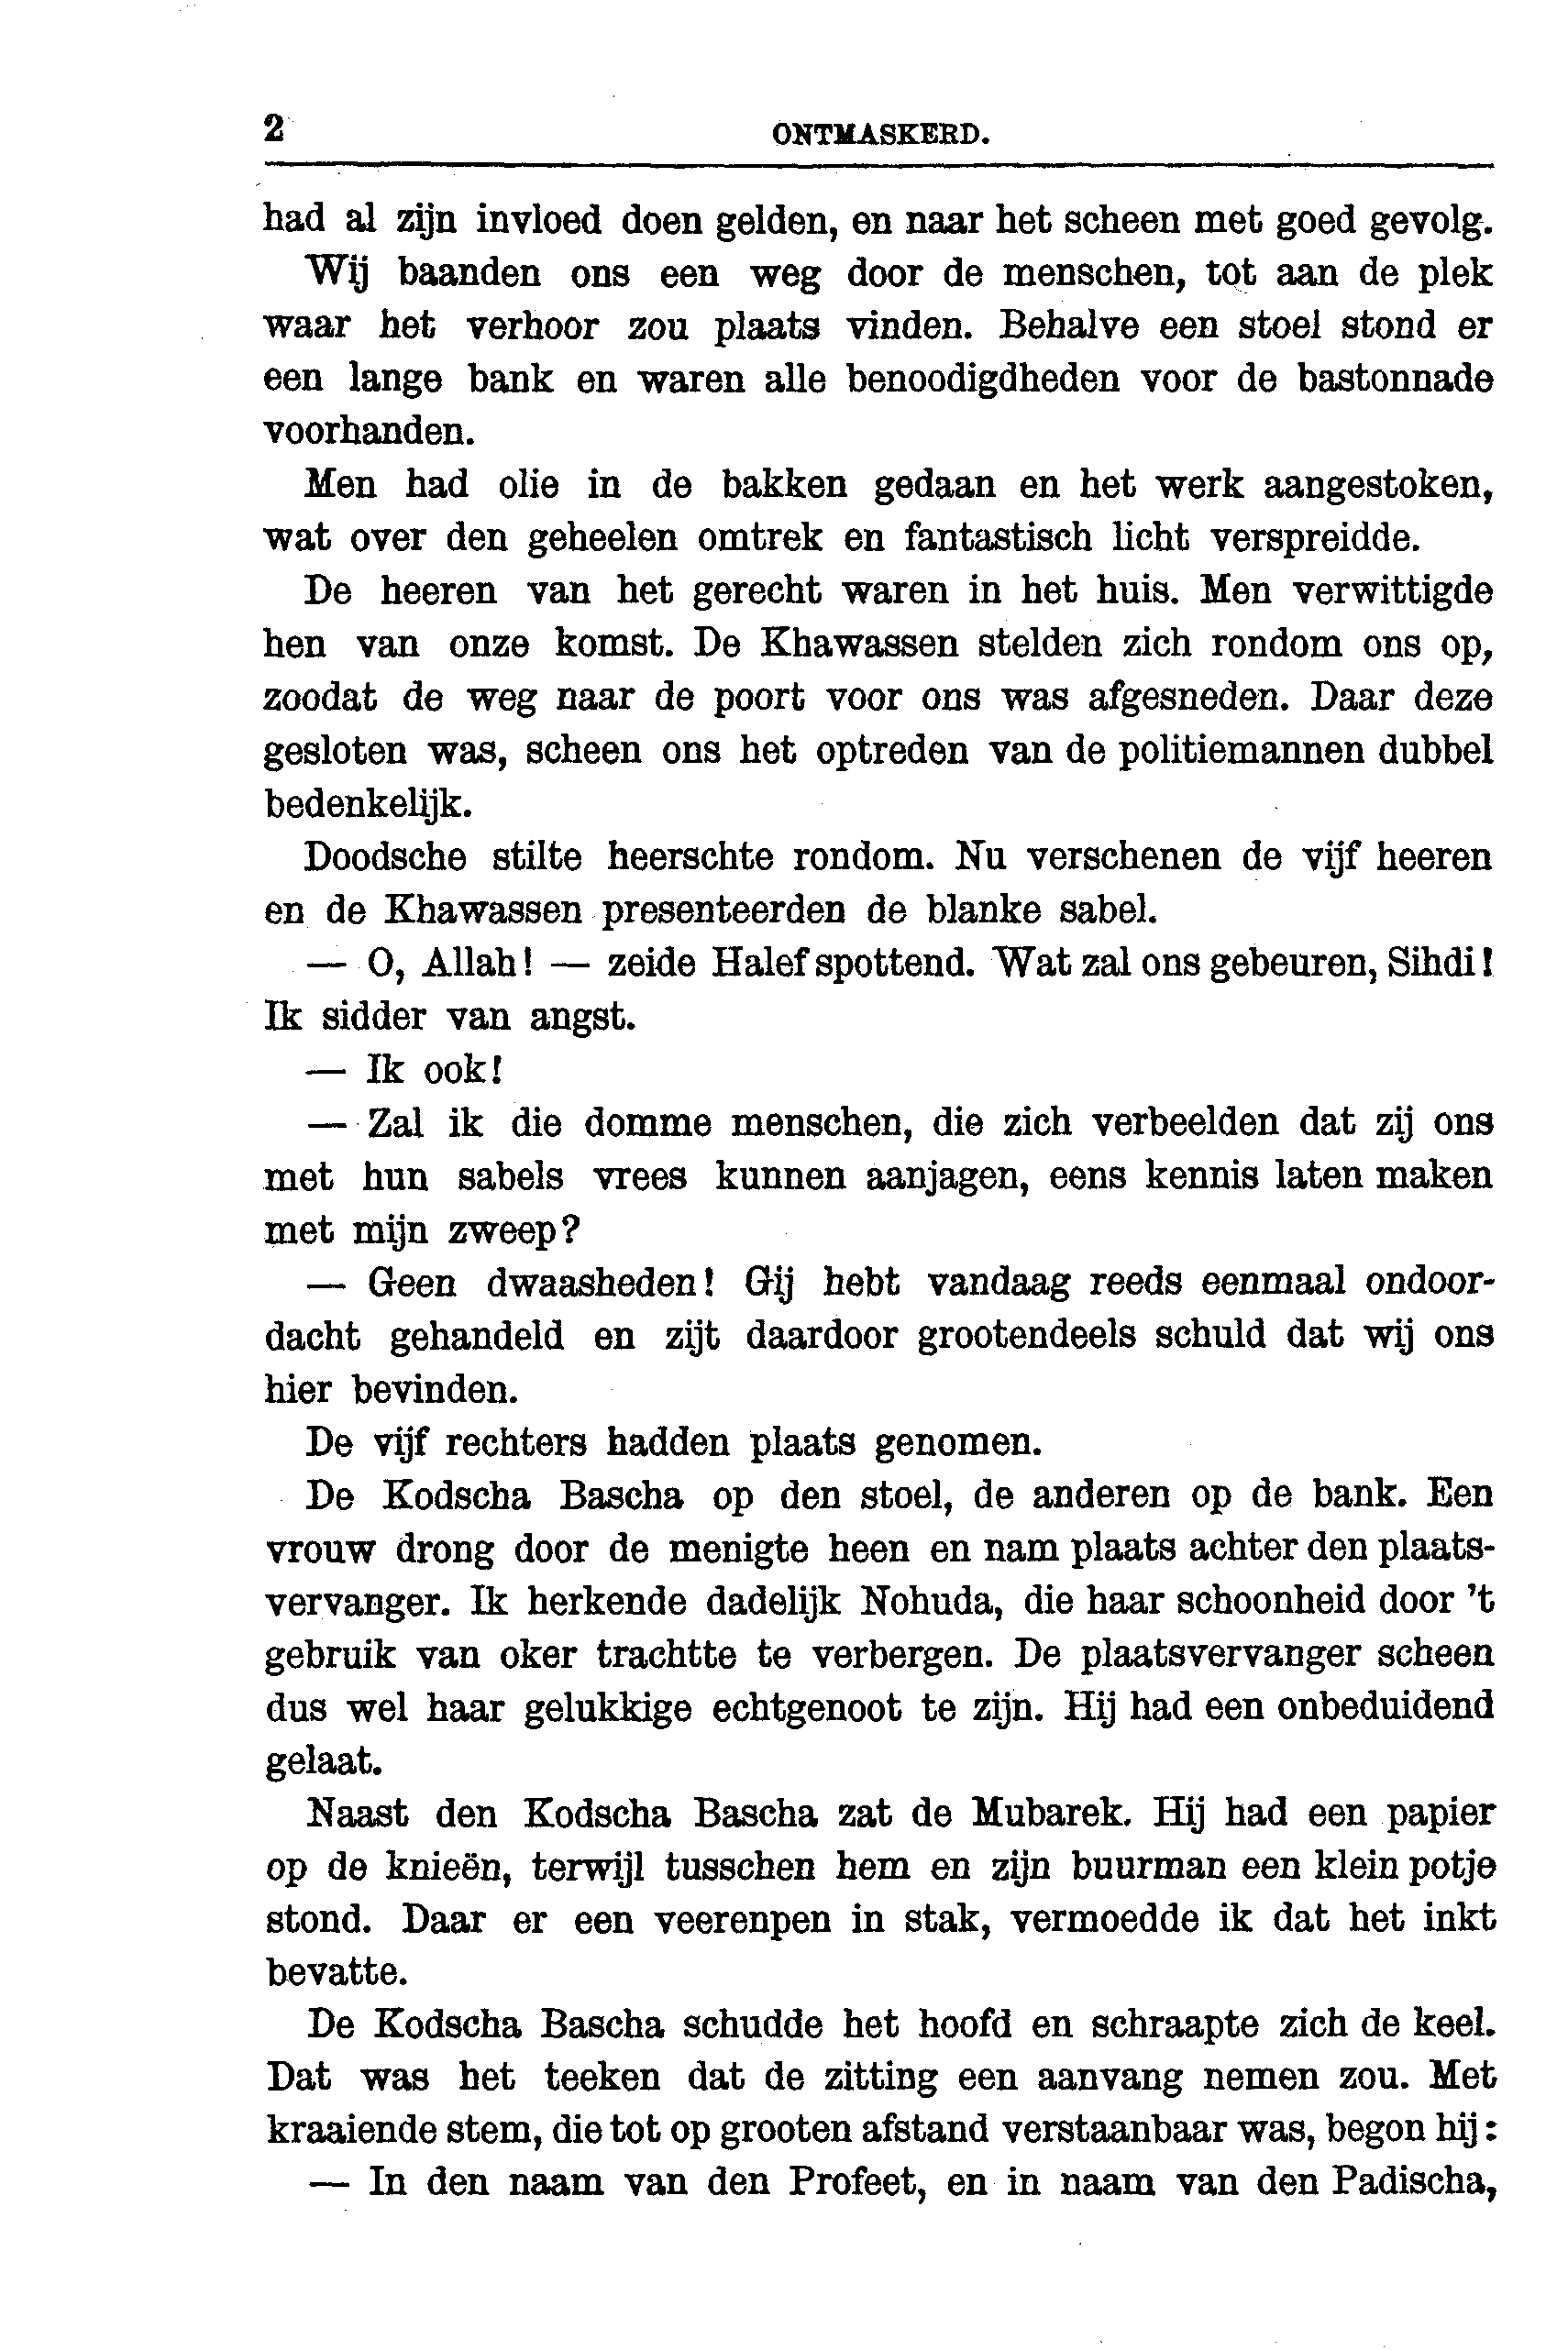 2
ONTMASKERD.
had al zijn invloed doen gelden, en naar het scheen met goed gevolg.
Wij baanden ons een weg door de menschen, tot aan de plek
waar het verhoor zou plaats vinden. Behalve een stoel stond er
een lange bank en waren alle benoodigdheden voor de bastonnade
voorhanden.
Men had olie in de bakken gedaan en het werk aangestoken,
wat over den geheelen omtrek en fantastisch licht verspreidde.
De heeren van het gerecht waren in het huis. Men verwittigde
hen van onze komst. De Khawassen stelden zich rondom ons op,
zoodat de weg naar de poort voor ons was afgesneden. Daar deze
gesloten was, scheen ons het optreden van de politiemannen dubbel
bedenkelijk.
Doodsche stilte heerschte rondom. Nu verschenen de vijf heeren
en de Khawassen presenteerden de blanke sabel.
— O, Allah! — zeide Halef spottend. Wat zal ons gebeuren, Sihdi!
Ik sidder van angst.
— Ik ook!
— Zal ik die domme menschen, die zich verbeelden dat zij ons
met hun sabels vrees kunnen aanjagen, eens kennis laten maken
met mijn zweep?
— Geen dwaasheden! Gij hebt vandaag reeds eenmaal ondoor-
dacht gehandeld en zijt daardoor grootendeels schuld dat wij ons
hier bevinden.
De vijf rechters hadden plaats genomen.
De Kodscha Bascha op den stoel, de anderen op de bank. Een
vrouw drong door de menigte heen en nam plaats achter den plaats-
vervanger. Ik herkende dadelijk Nohuda, die haar schoonheid door 't
gebruik van oker trachtte te verbergen. De plaatsvervanger scheen
dus wel haar gelukkige echtgenoot te zijn. Hij had een onbeduidend
gelaat.
Naast den Kodscha Bascha zat de Mubarek. Hij had een papier
op de knieën, terwijl tusschen hem en zijn buurman een klein potje
stond. Daar er een veerenpen in stak, vermoedde ik dat het inkt
bevatte.
De Kodscha Bascha schudde het hoofd en schraapte zich de keel.
Dat was het teeken dat de zitting een aanvang nemen zou. Met
kraaiende stem, die tot op grooten afstand verstaanbaar was, begon hij:
— In den naam van den Profeet, en in naam van den Padischa,